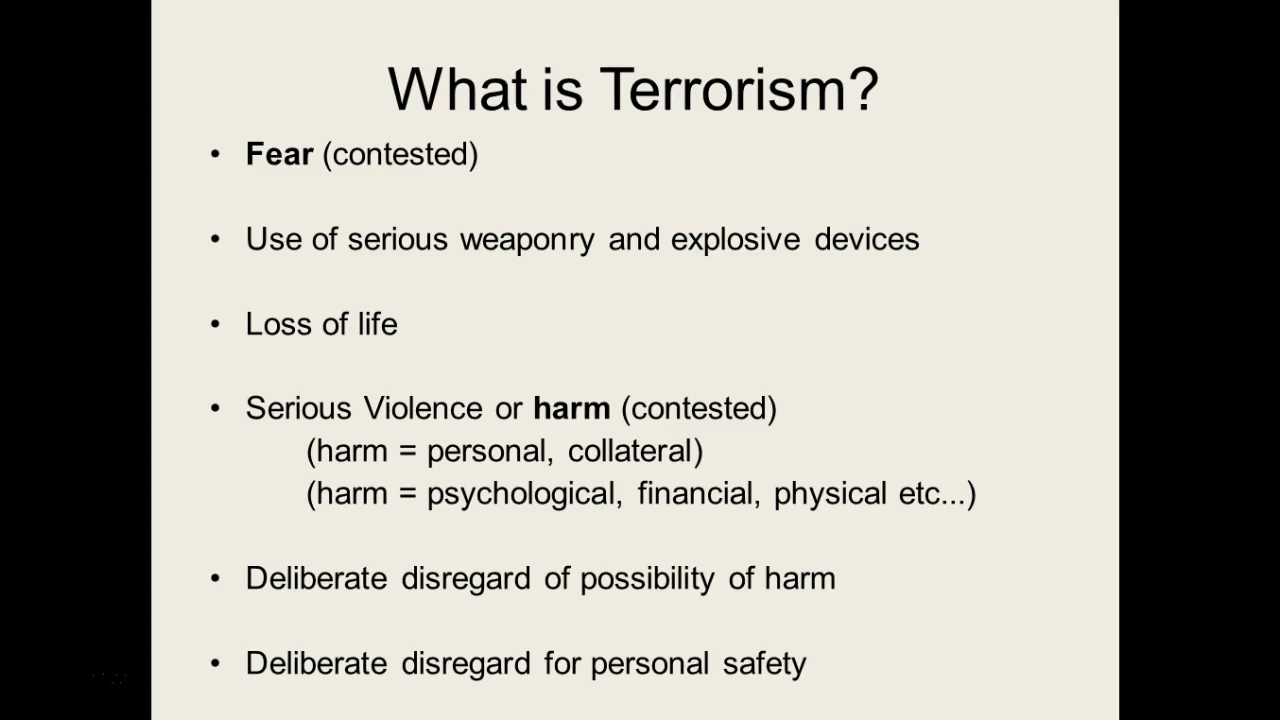 What is Terrorism?
• Fear (contested)
• Use of serious weaponry and explosive devices
• Loss of life
• Serious Violence or harm (contested)
(harm = personal, collateral)
(harm = psychological, financial, physical etc...)
• Deliberate disregard of possibility of harm
• Deliberate disregard for personal safety